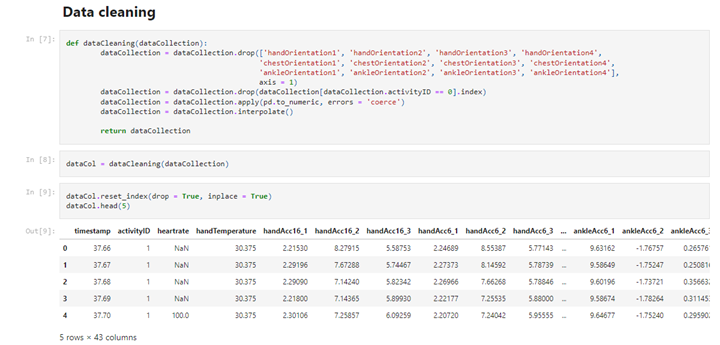 Data cleaning
In [7]:
def dataCleaning(dataCollection):
dataCollection = dataCollection.drop(['handOrientation1', 'handOrientation2', 'handOrientation3', 'handOrientation4',
'chestOrientation1', 'chestOrientation2', 'chestOrientation3', 'chestOrientation4',
'ankleOrientation1', 'ankleOrientation2', 'ankleOrientation3', 'ankleOrientation4'],
axis = 1)
dataCollection = dataCollection.drop(dataCollection[dataCollection.activityID == 0].index)
dataCollection = dataCollection.apply(pd.to_numeric, errors = 'coerce')
dataCollection = dataCollection.interpolate()
return dataCollection
In [8]:
dataCol = dataCleaning(dataCollection)
In [9]:
dataCol.reset_index(drop = True, inplace = True)
dataCol.head(5)
Out[9]:
timestamp activityID heartrate handTemperature handAcc16_1 handAcc16_2 handAcc16_3 handAcc6_1 handAcc6_2 handAcc6_3 ... ankleAcc6_1 ankleAcc6_2 ankleAcc6_
0 37.66 1 NaN 30.375 2.21530 8.27915 5.58753 2.24689 8.55387 5.77143 ... 9.63162 -1.76757 0.26576
1 37.67 1 NaN 30.375 2.29196 7.67288 5.74467 2.27373 8.14592 5.78739 ... 9.58649 -1.75247 0.25081
2 37.68 1 NaN 30.375 2.29090 7.14240 5.82342 2.26966 7.66268 5.78846 ... 9.60196 -1.73721 0.35663
3 37.69 1 NaN 30.375 2.21800 7.14365 5.89930 2.22177 7.25535 5.88000 ... 9.58674 -1.78264 0.31145
4 37.70 1 100.0 30.375 2.30106 7.25857 6.09259 2.20720 7.24042 5.95555 ... 9.64677 -1.75240 0.29590
5 rows × 43 columns